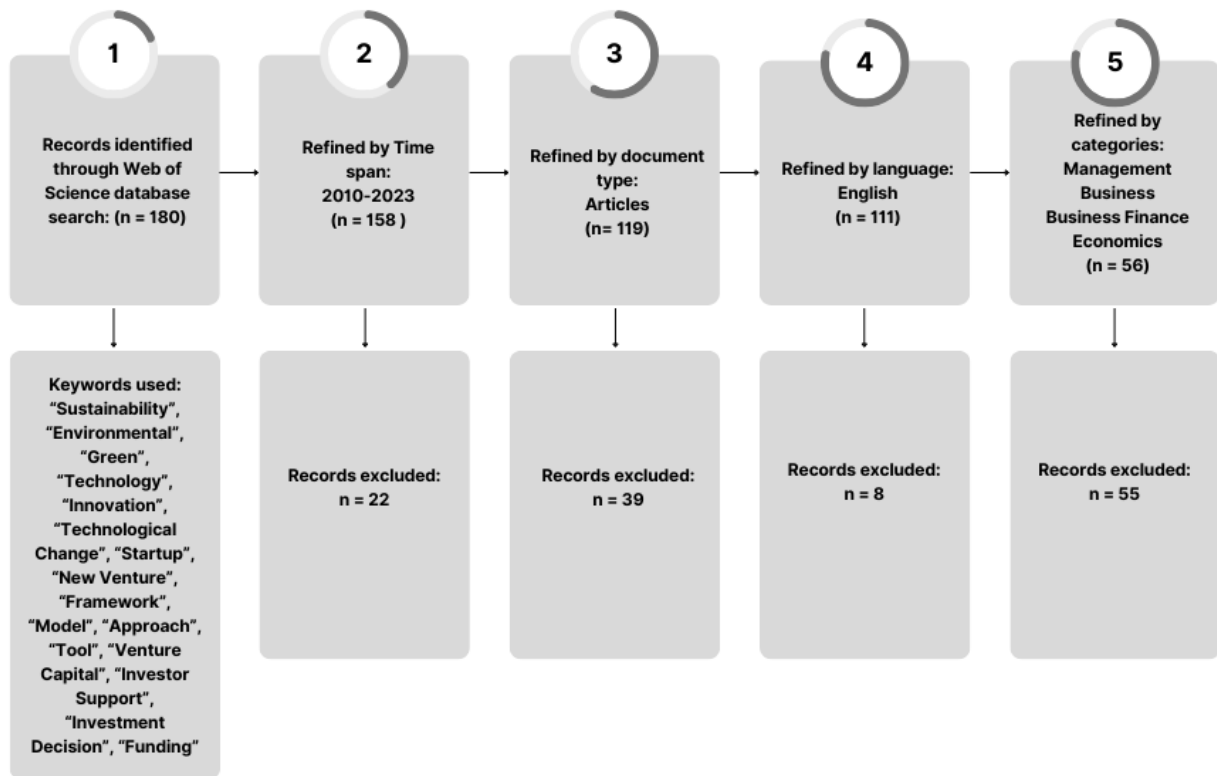 1
Records identified
through Web of
Science database
search: (n = 180)
2
Refined by Time
span:
2010-2023
(n = 158 )
3
Refined by document
type:
Articles
(n= 119)
4
Refined by language:
English
(n = 111)
5
Refined by
categories:
Management
Business
Business Finance
Economics
(n = 56)
Keywords used:
“Sustainability”,
“Environmental”,
“Green”,
“Technology”,
“Innovation”,
“Technological
Change”, “Startup”,
“New Venture”,
“Framework”,
“Model”, “Approach”,
“Tool”, “Venture
Capital”, “Investor
Support”,
“Investment
Decision”, “Funding”
Records excluded:
n = 22
Records excluded:
n = 39
Records excluded:
n = 8
Records excluded:
n = 55